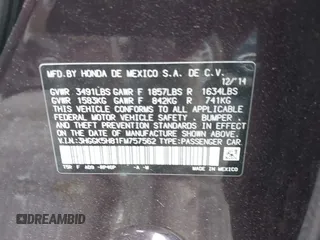 MFD.BY HONDA DE MEXICO S.A. DE C.V.
12/'14
GVWR 3491LBS GAWR F 1857LBS R 1634LBS
GVWR 1583KG GAWR F 842KG R 741KG
THIS VEHICLE CONFORMS TO ALL APPLICABLE
FEDERAL MOTOR VEHICLE SAFETY, BUMPER, AND
THEFT PREVENTION STANDARDS IN EFFECT ON
THE DATE OF MANUFACTURE SHOWN ABOVE.
V.I.N.:3HGGK5H81FM757562 TYPE:PASSENGER CAR
MADE IN MEXICO
DREAMBID